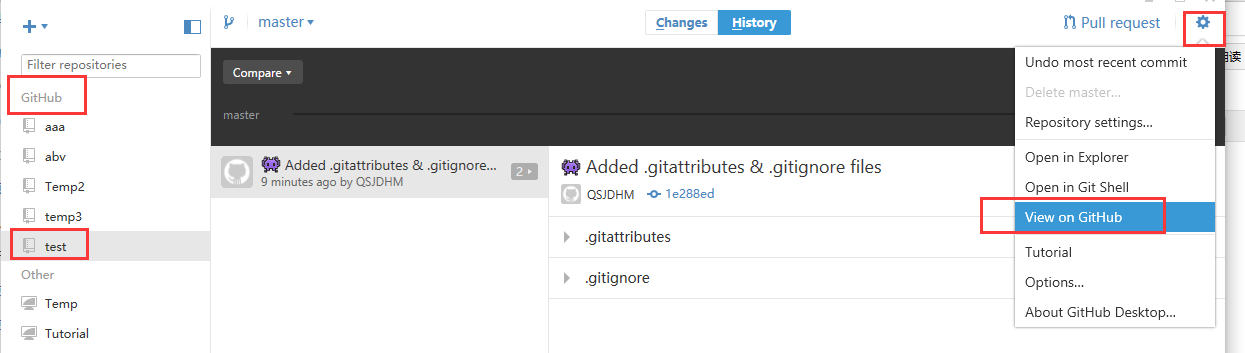 master
Changes
History
Pull request
Filter repositories
GitHub
aaa
abv
Temp2
temp3
test
Other
Temp
Tutorial
Compare
master
Added .gitattributes & .gitignore...
9 minutes ago by QSJDHM
2
Added .gitattributes & .gitignore files
QSJDHM
1e288ed
.gitattributes
.gitignore
Undo most recent commit
Delete master...
Repository settings...
Open in Explorer
Open in Git Shell
View on GitHub
Tutorial
Options...
About GitHub Desktop...